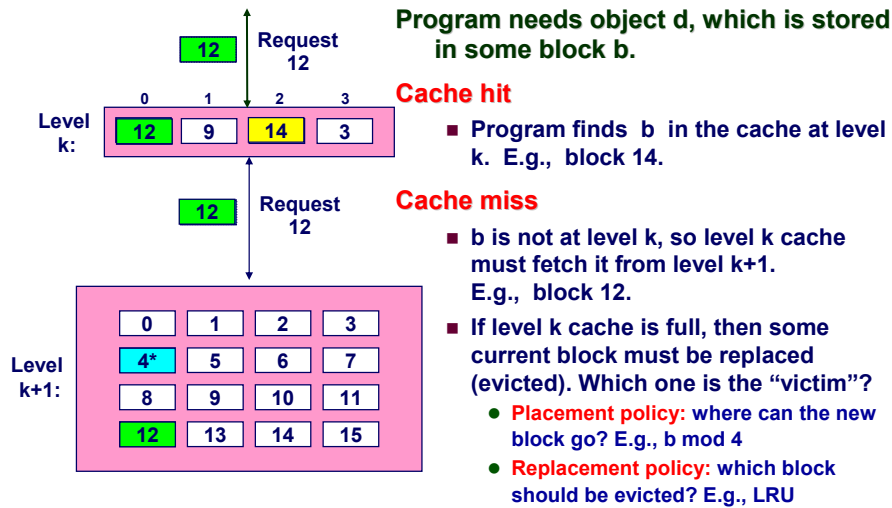 Program needs object d, which is stored
in some block b.
12
Request
12
0 1 2 3
Level
k:
12 9 14 3
12
Request
12
Level
k+1:
0 1 2 3
4* 5 6 7
8 9 10 11
12 13 14 15
Cache hit
Program finds b in the cache at level
k. E.g., block 14.
Cache miss
b is not at level k, so level k cache
must fetch it from level k+1.
E.g., block 12.
If level k cache is full, then some
current block must be replaced
(evicted). Which one is the “victim”?
Placement policy: where can the new
block go? E.g., b mod 4
Replacement policy: which block
should be evicted? E.g., LRU